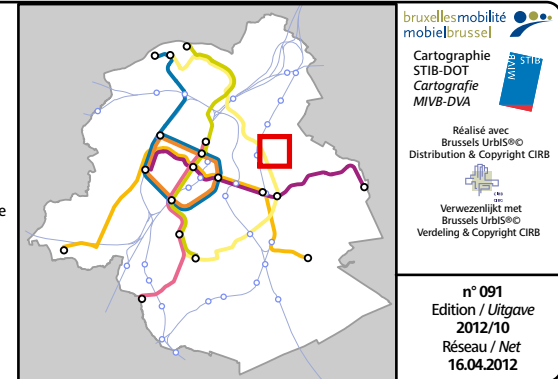 bruxellesmobilité
mobielbrussel
Cartographie
STIB-DOT
Cartografie
MIVB-DVA
MIVB STIB
Réalisé avec
Brussels UrbIS®©
Distribution & Copyright CIRB
Verwezenlijkt met
Brussels UrbIS®©
Verdeling & Copyright CIRB
e
n° 091
Edition / Uitgave
2012/10
Réseau / Net
16.04.2012